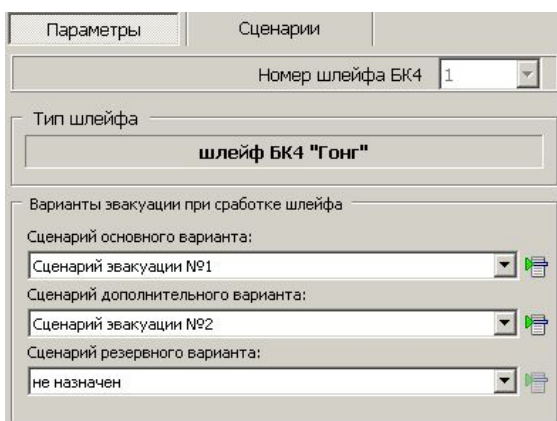 Параметры
Сценарии
Номер шлейфа БК4 1
Тип шлейфа
шлейф БК4 "Гонг"
Варианты эвакуации при сработке шлейфа
Сценарий основного варианта:
Сценарий эвакуации №1
Сценарий дополнительного варианта:
Сценарий эвакуации №2
Сценарий резервного варианта:
не назначен